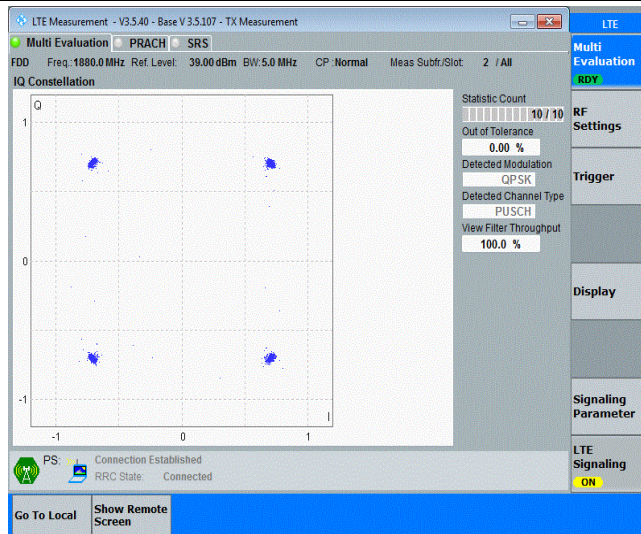 LTE Measurement - V3.5.40 - Base V 3.5.107 - TX Measurement
LTE
Multi Evaluation PRACH SRS
Multi
Evaluation
RDY
FDD Freq.:1880.0 MHz Ref. Level: 39.00 dBm BW:5.0 MHz CP :Normal Meas Subfr./Slot: 2 / All
IQ Constellation
Q
1
0
-1
I
-1 0 1
Statistic Count
10 / 10
Out of Tolerance
0.00 %
Detected Modulation
QPSK
Detected Channel Type
PUSCH
View Filter Throughput
100.0 %
RF
Settings
Trigger
Display
Signaling
Parameter
LTE
Signaling
ON
PS: Connection Established
RRC State: Connected
Go To Local
Show Remote
Screen